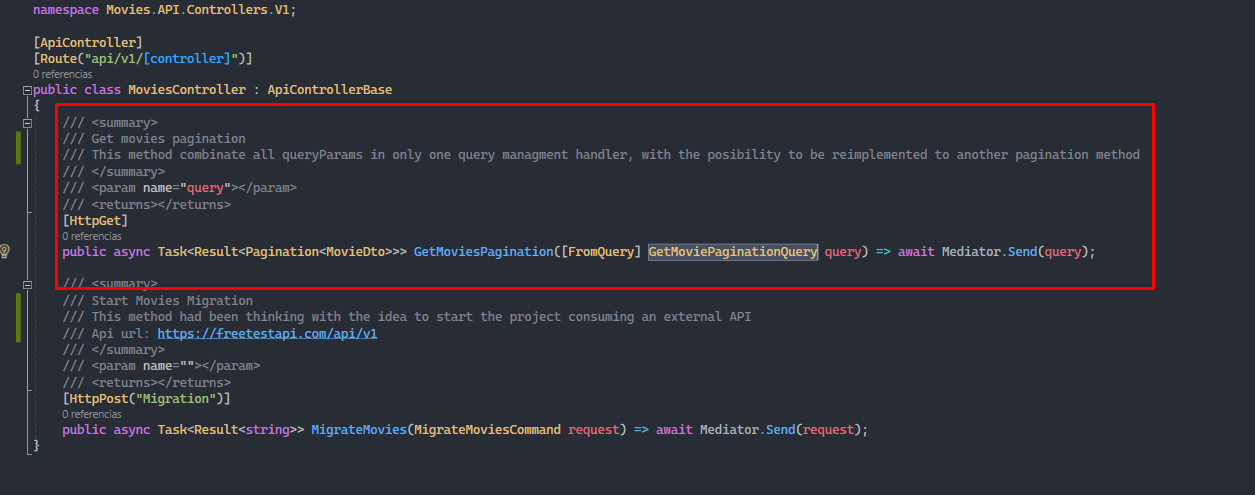 namespace Movies.API.Controllers.V1;
[ApiController]
[Route("api/v1/[controller]")]
0 referencias
public class MoviesController : ApiControllerBase
{
/// <summary>
/// Get movies pagination
/// This method combinate all queryParams in only one query managment handler, with the posibility to be reimplemented to another pagination method
/// </summary>
/// <param name="query"></param>
/// <returns></returns>
[HttpGet]
0 referencias
public async Task<Result<Pagination<MovieDto>>> GetMoviesPagination([FromQuery] GetMoviePaginationQuery query) => await Mediator.Send(query);
/// <summary>
/// Start Movies Migration
/// This method had been thinking with the idea to start the project consuming an external API
/// Api url: https://freetestapi.com/api/v1
/// </summary>
/// <param name=""></param>
/// <returns></returns>
[HttpPost("Migration")]
0 referencias
public async Task<Result<string>> MigrateMovies(MigrateMoviesCommand request) => await Mediator.Send(request);
}